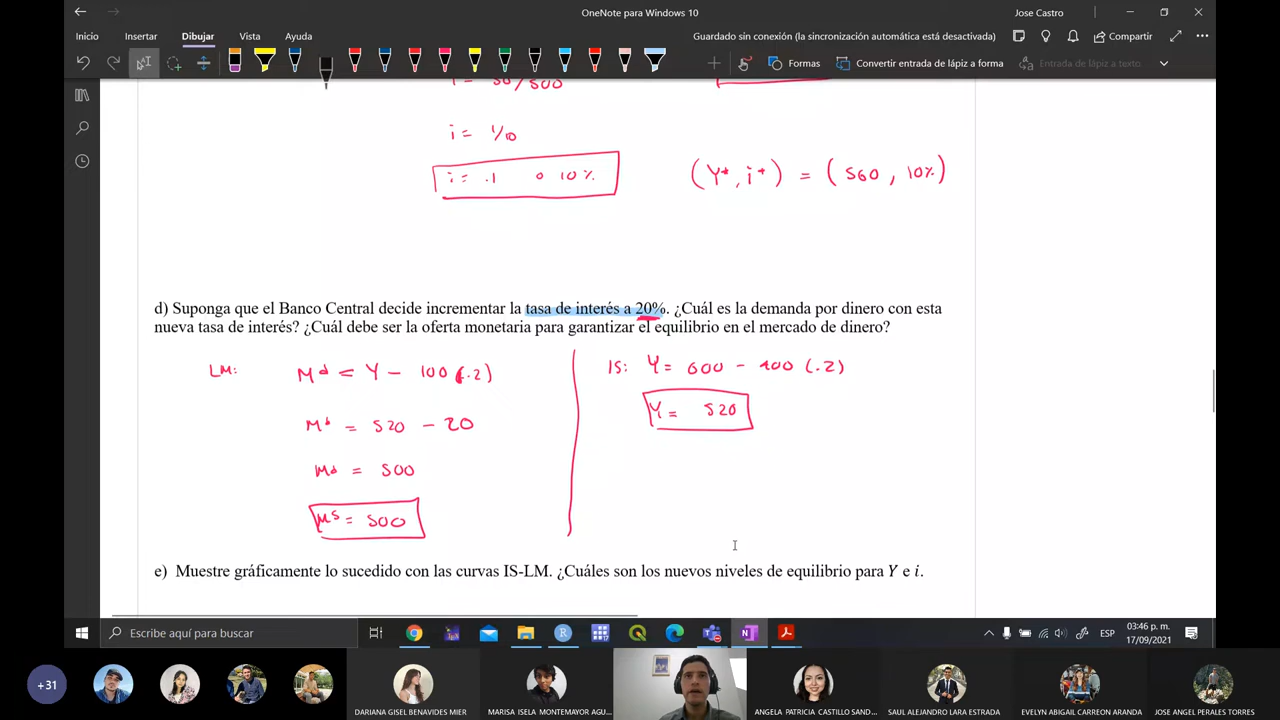 OneNote para Windows 10
Jose Castro
Inicio Insertar Dibujar Vista Ayuda
Guardado sin conexión (la sincronización automática está desactivada)
Compartir
Formas
Convertir entrada de lápiz a forma
Entrada de lápiz a texto
i = 50/500
i = 1/10
i = .1 o 10%
(Y*, i*) = (560, 10%)
d) Suponga que el Banco Central decide incrementar la tasa de interés a 20%. ¿Cuál es la demanda por dinero con esta
nueva tasa de interés? ¿Cuál debe ser la oferta monetaria para garantizar el equilibrio en el mercado de dinero?
LM: Md = Y - 100 (.2)
Md = 520 - 20
Md = 500
Ms = 500
IS: Y = 600 - 400 (.2)
Y = 520
e) Muestre gráficamente lo sucedido con las curvas IS-LM. ¿Cuáles son los nuevos niveles de equilibrio para Y e i.
Escribe aquí para buscar
17
ESP
03:46 p. m.
17/09/2021
+31
DARIANA GISEL BENAVIDES MIER
MARISA ISELA MONTEMAYOR AGU...
ANGELA PATRICIA CASTILLO SAND...
SAUL ALEJANDRO LARA ESTRADA
EVELYN ABIGAIL CARREON ARANDA
JOSE ANGEL PERALES TORRES